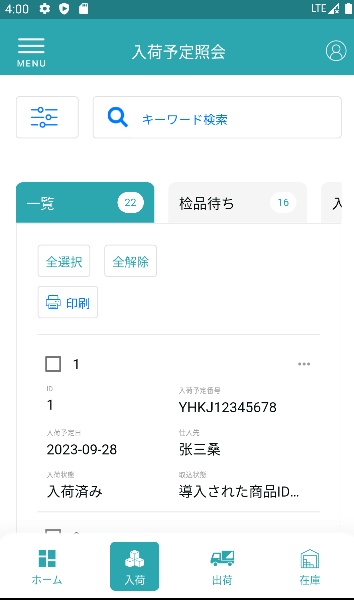 4:00
LTE
MENU
入荷予定照会
キーワード検索
一覧 22
検品待ち 16
入
全選択 全解除
印刷
1
ID
1
入荷予定番号
YHKJ12345678
入荷予定日
2023-09-28
仕入先
张三桑
入荷状態
入荷済み
取込状態
導入された商品ID...
ホーム 入荷 出荷 在庫